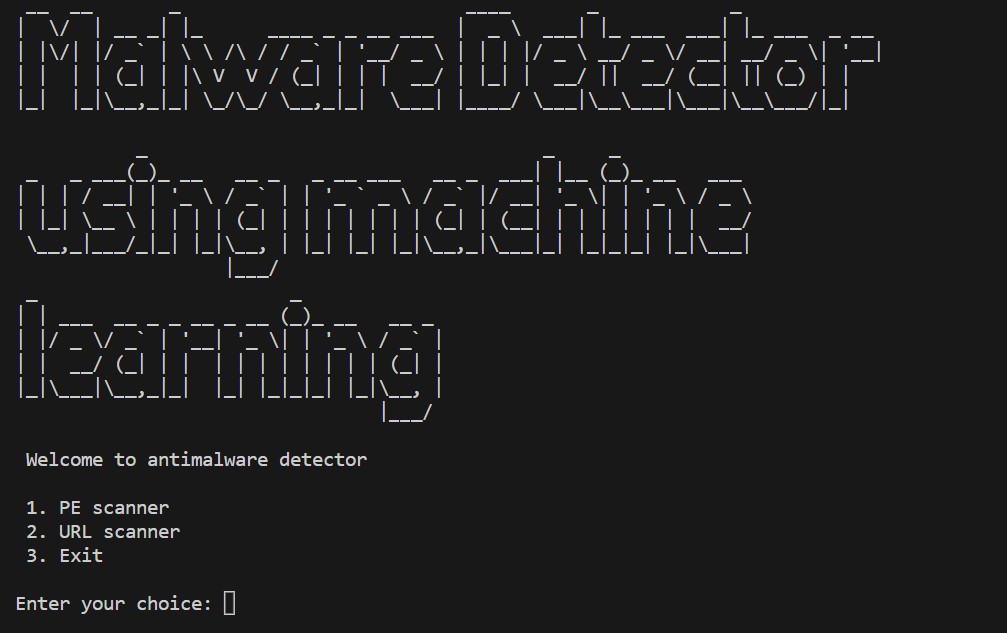 Malware Detector
using machine
learning
Welcome to antimalware detector
1. PE scanner
2. URL scanner
3. Exit
Enter your choice: